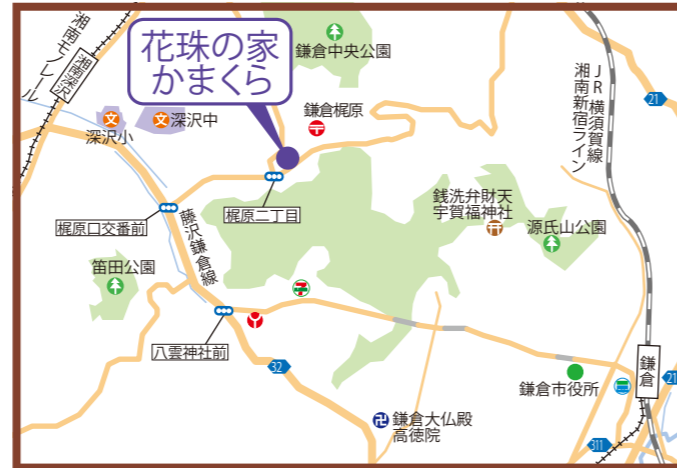 花珠の家
かまくら
湘南モノレール
湘南深沢
鎌倉中央公園
深沢小
深沢中
鎌倉梶原
21
JR横須賀線
湘南新宿ライン
梶原二丁目
梶原口交番前
藤沢鎌倉線
銭洗弁財天
宇賀福神社
源氏山公園
笛田公園
八雲神社前
32
鎌倉市役所
鎌倉
21
鎌倉大仏殿
高徳院
311
文
文